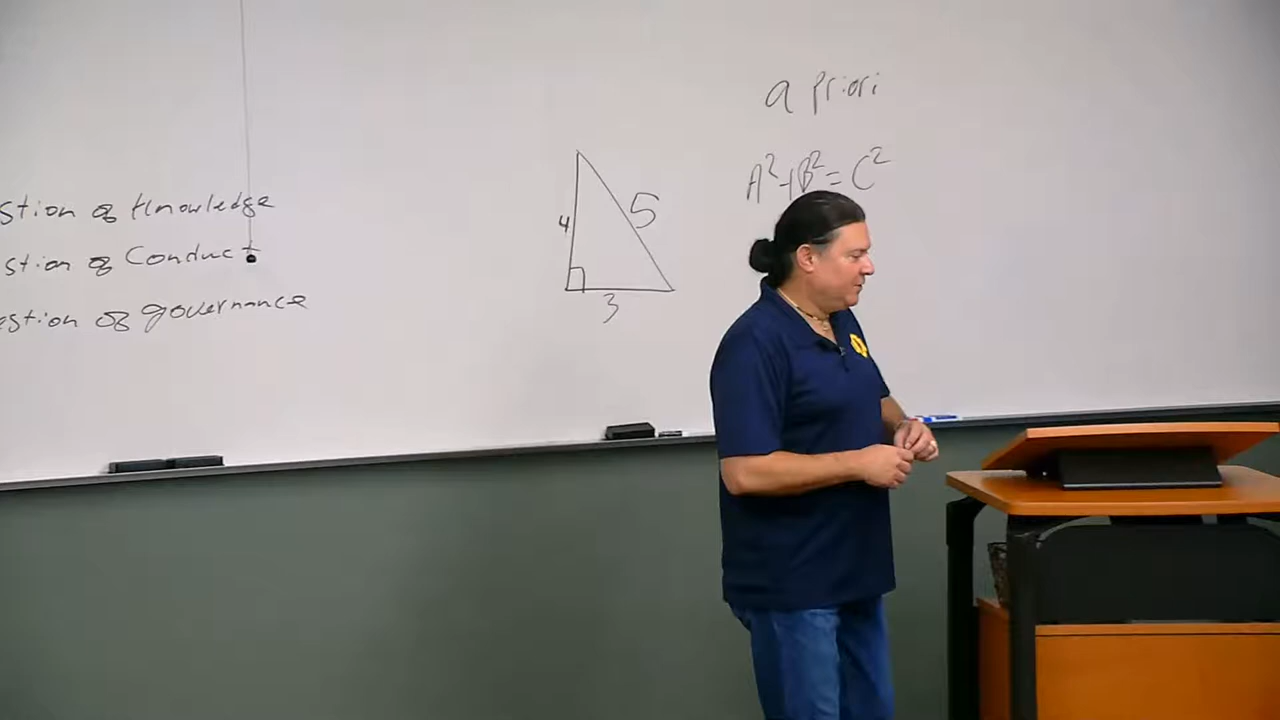 stion of Knowledge
stion of Conduct
estion of governance
4
5
3
a priori
A²+B²=C²